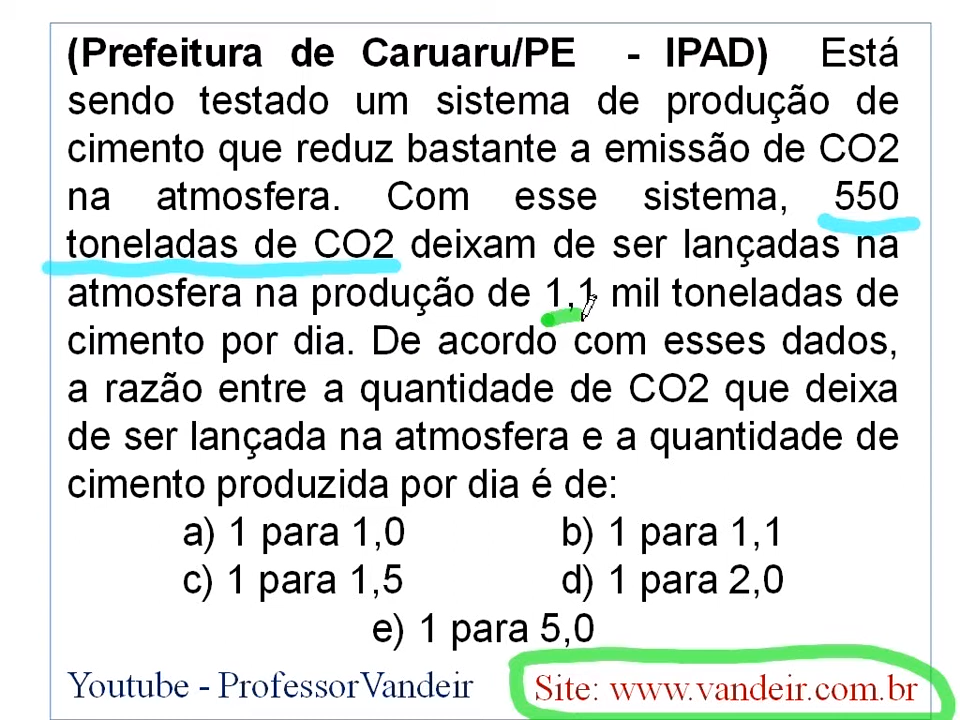 (Prefeitura de Caruaru/PE - IPAD) Está
sendo testado um sistema de produção de
cimento que reduz bastante a emissão de CO2
na atmosfera. Com esse sistema, 550
toneladas de CO2 deixam de ser lançadas na
atmosfera na produção de 1,1 mil toneladas de
cimento por dia. De acordo com esses dados,
a razão entre a quantidade de CO2 que deixa
de ser lançada na atmosfera e a quantidade de
cimento produzida por dia é de:
a) 1 para 1,0 b) 1 para 1,1
c) 1 para 1,5 d) 1 para 2,0
e) 1 para 5,0
Youtube - ProfessorVandeir Site: www.vandeir.com.br